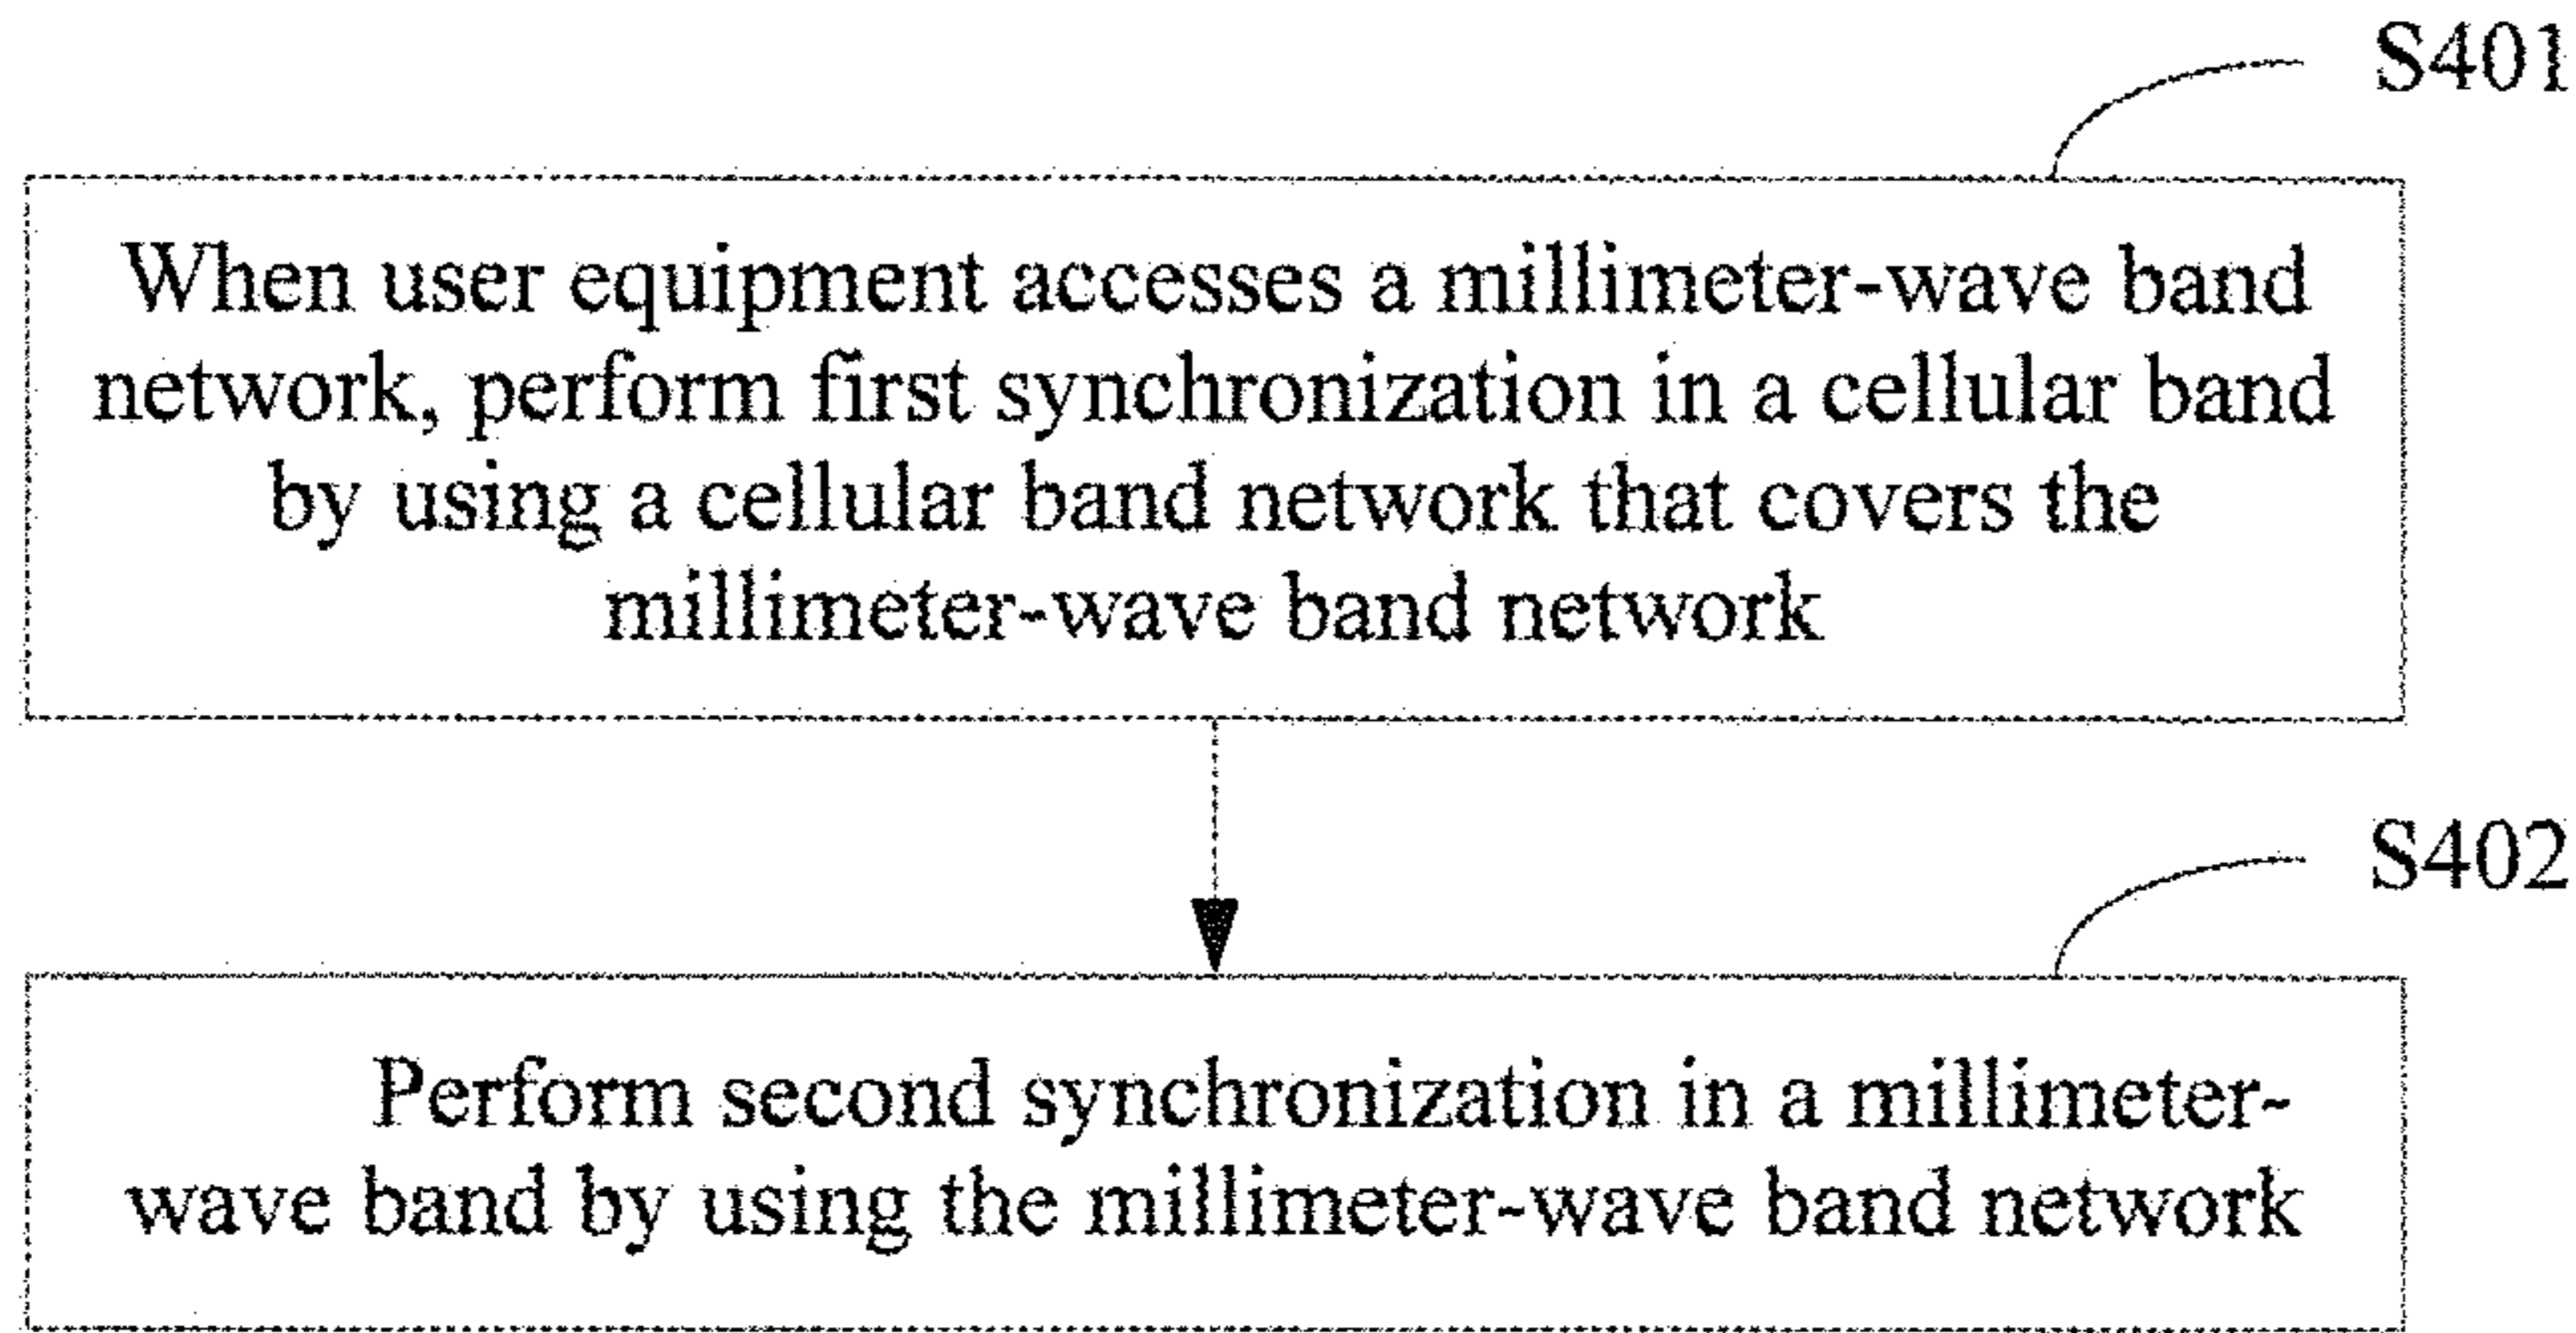 S401
When user equipment accesses a millimeter-wave band
network, perform first synchronization in a cellular band
by using a cellular band network that covers the
millimeter-wave band network
S402
Perform second synchronization in a millimeter-
wave band by using the millimeter-wave band network